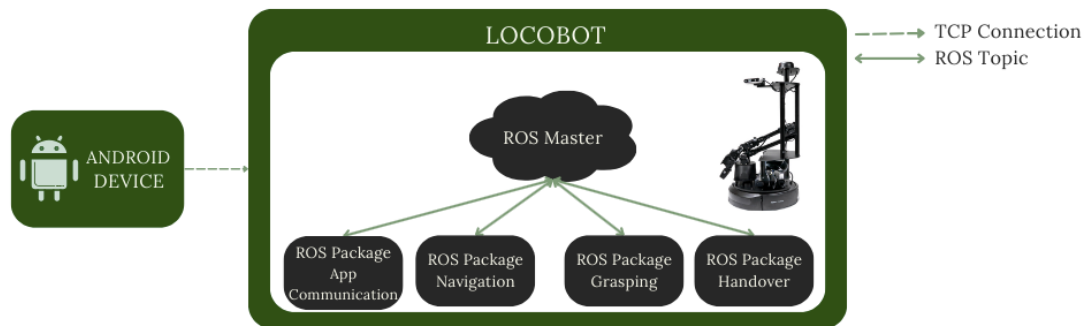 LOCOBOT
TCP Connection
ROS Topic
ROS Master
ANDROID
DEVICE
ROS Package
App
Communication
ROS Package
Navigation
ROS Package
Grasping
ROS Package
Handover